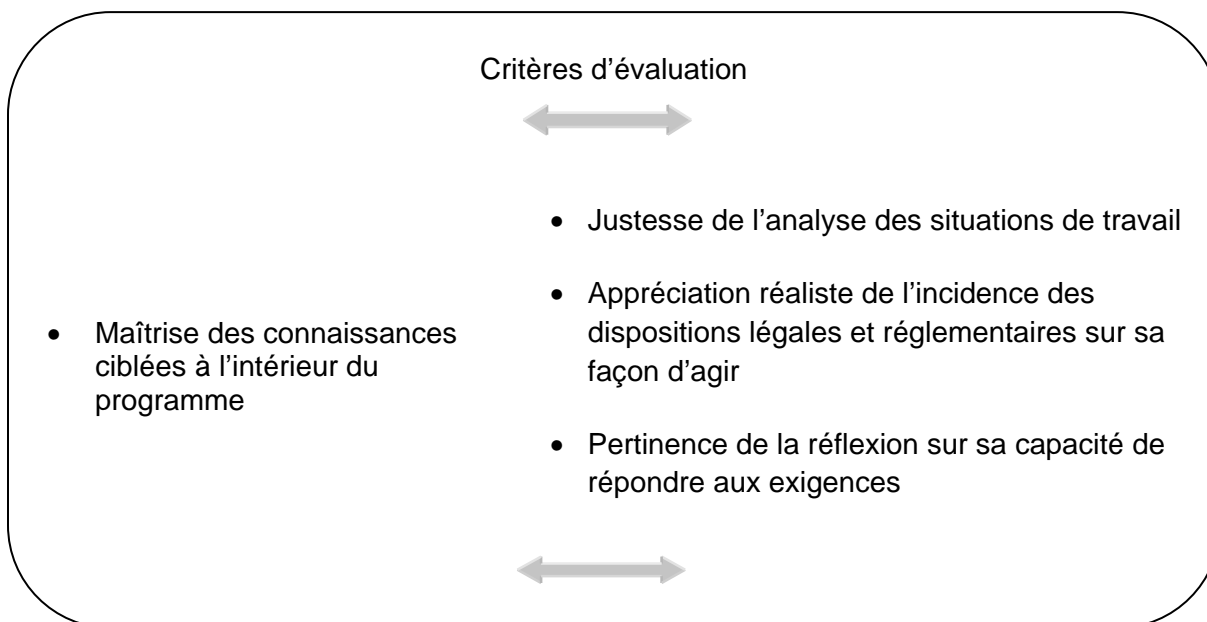 Critères d’évaluation
• Maîtrise des connaissances
ciblées à l’intérieur du
programme
• Justesse de l’analyse des situations de travail
• Appréciation réaliste de l’incidence des
dispositions légales et réglementaires sur sa
façon d’agir
• Pertinence de la réflexion sur sa capacité de
répondre aux exigences